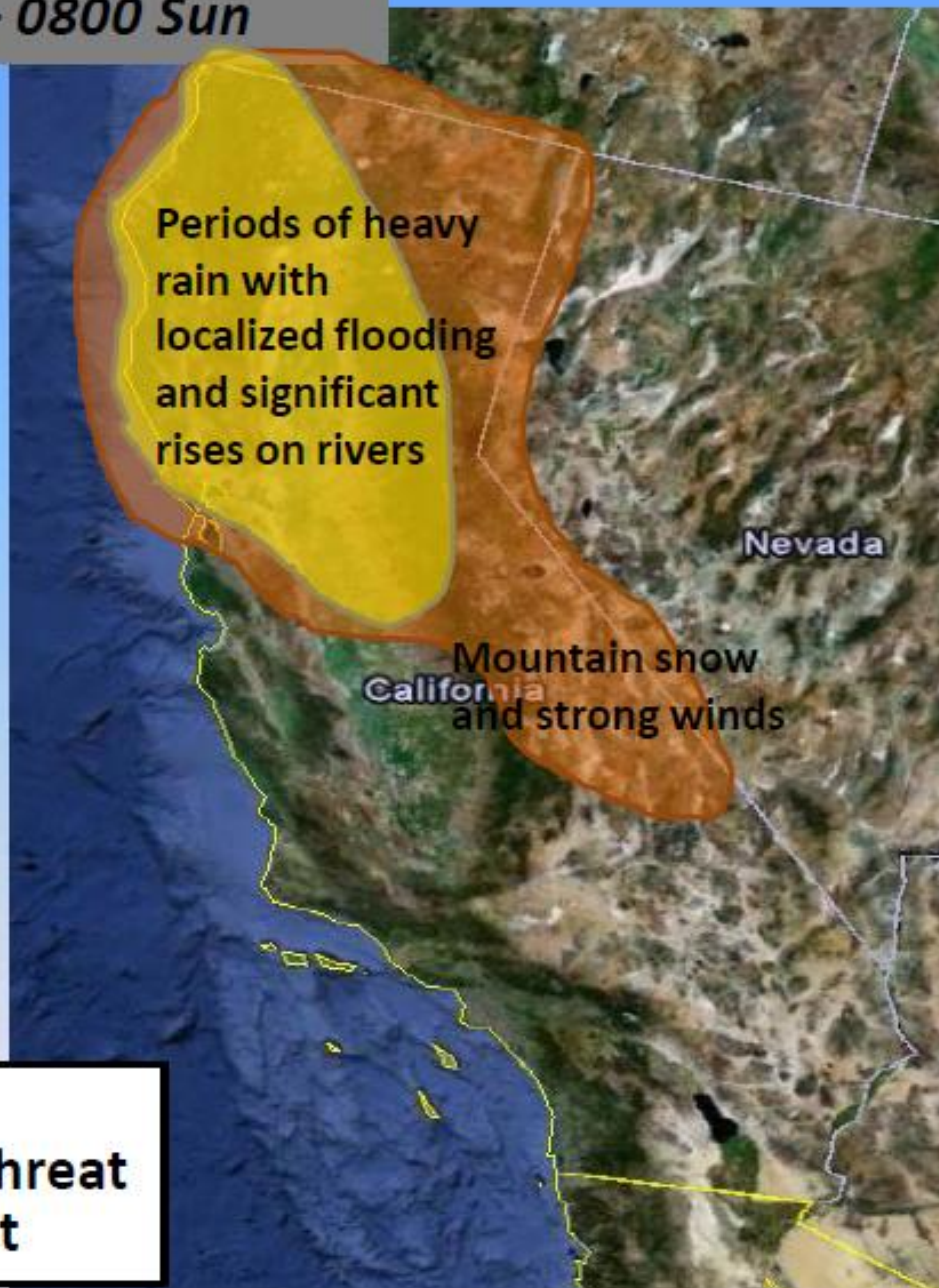 - 0800 Sun
Periods of heavy
rain with
localized flooding
and significant
rises on rivers
Nevada
Mountain snow
California
and strong winds
hreat
t